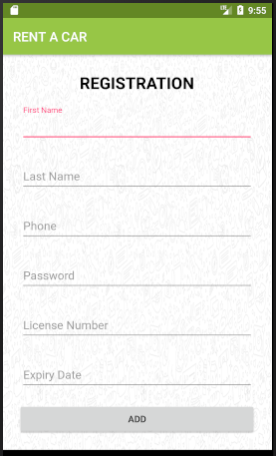 9:55
RENT A CAR
REGISTRATION
First Name
Last Name
Phone
Password
License Number
Expiry Date
ADD